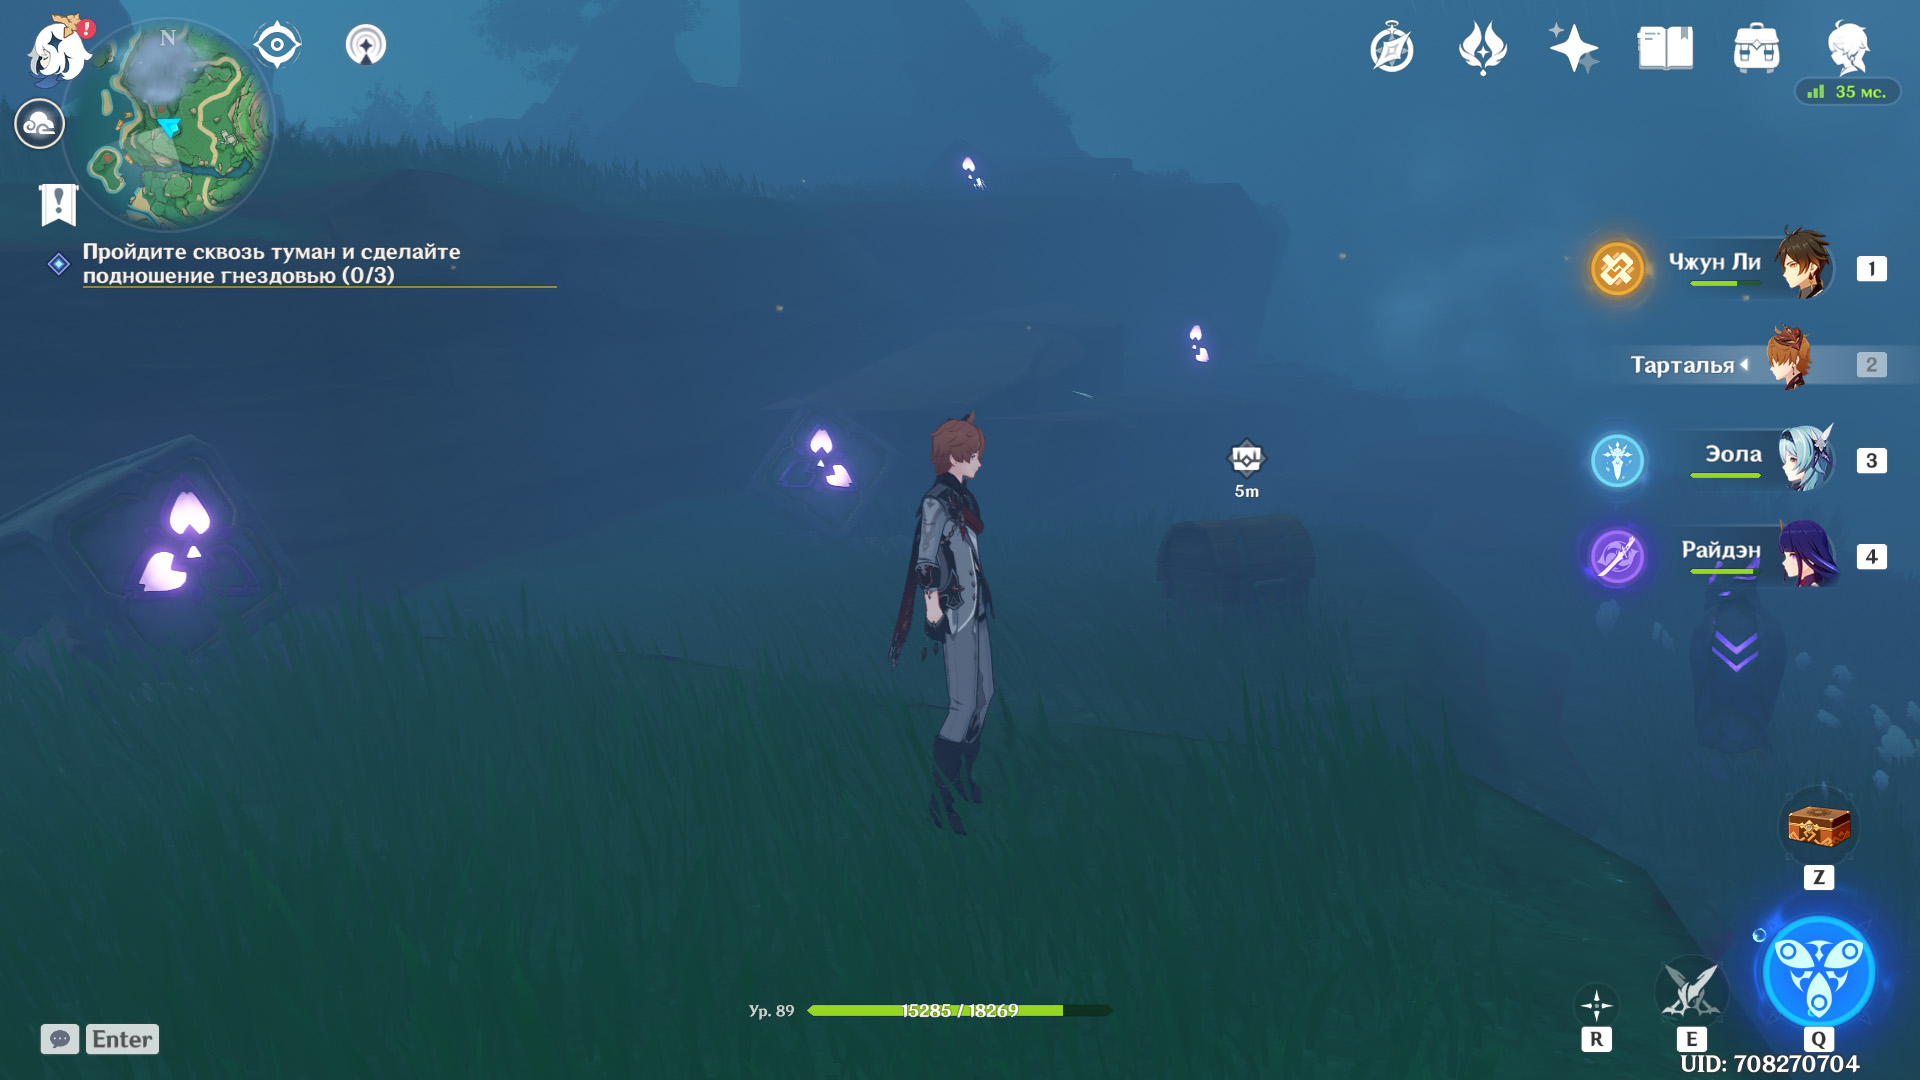 N
35 мс.
Пройдите сквозь туман и сделайте
подношение гнездовью (0/3)
Чжун Ли
1
Тарталья
2
5m
Эола
3
Райдэн
4
Z
Ур. 89
15285 / 18269
Enter
R
E
Q
UID: 708270704